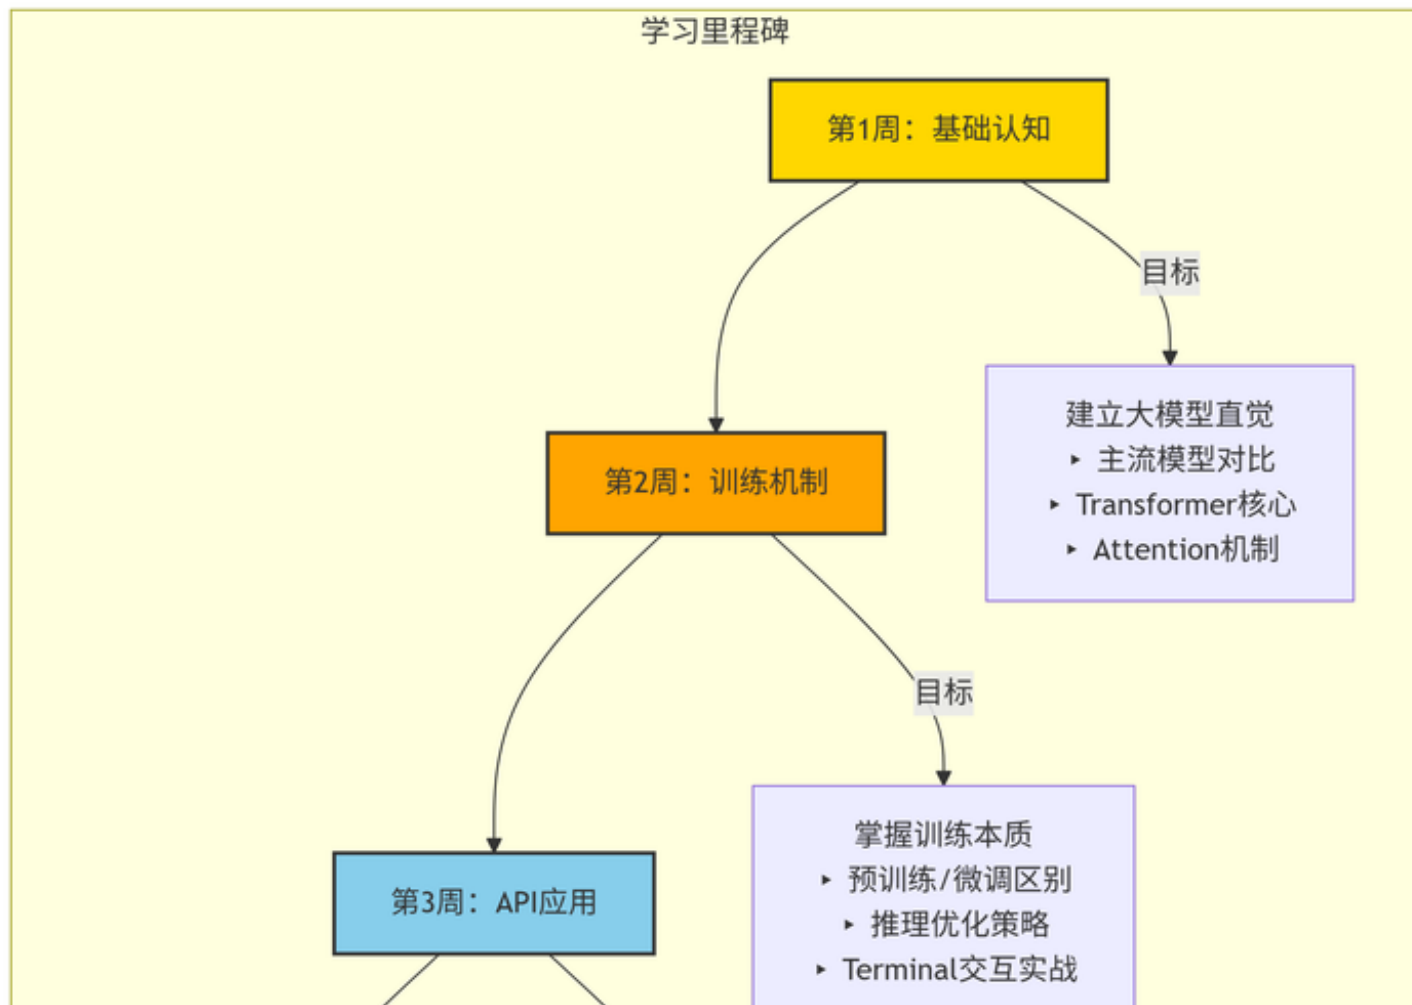 学习里程碑
第1周：基础认知
目标
建立大模型直觉
‣ 主流模型对比
‣ Transformer核心
‣ Attention机制
第2周：训练机制
目标
掌握训练本质
‣ 预训练/微调区别
‣ 推理优化策略
‣ Terminal交互实战
第3周：API应用